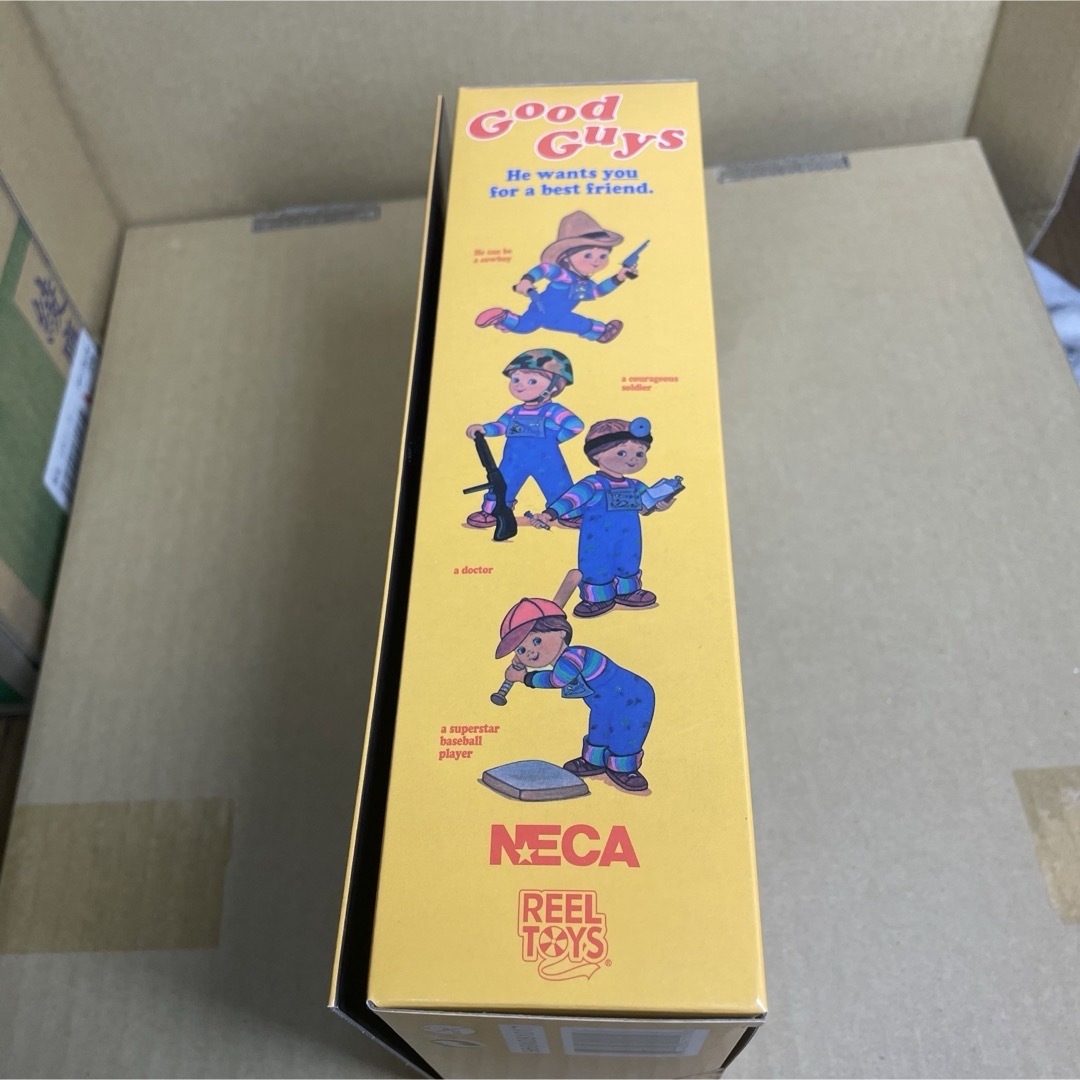 Good
Guys
He wants you
for a best friend.
He can be
a cowboy
a courageous
soldier
a doctor
a superstar
baseball
player
NECA
REEL
TOYS
®